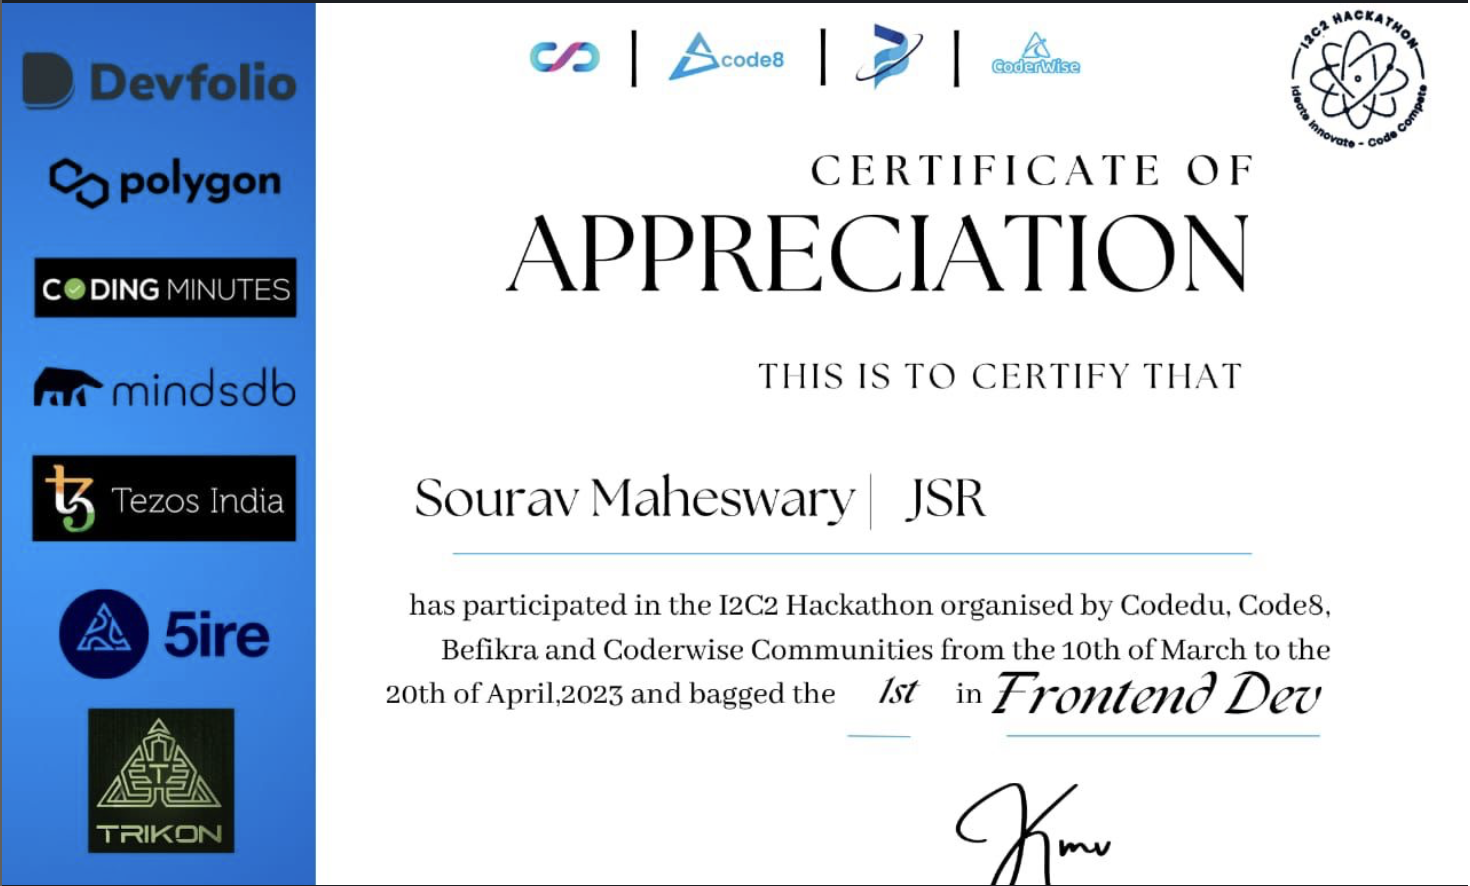 Devfolio
polygon
CODING MINUTES
mindsdb
Tezos India
5ire
TRIKON
code8
CoderWise
I2C2 HACKATHON
Ideate Innovate - Code Compete
CERTIFICATE OF
APPRECIATION
THIS IS TO CERTIFY THAT
Sourav Maheswary | JSR
has participated in the I2C2 Hackathon organised by Codedu, Code8,
Befikra and Coderwise Communities from the 10th of March to the
20th of April,2023 and bagged the 1st in Frontend Dev